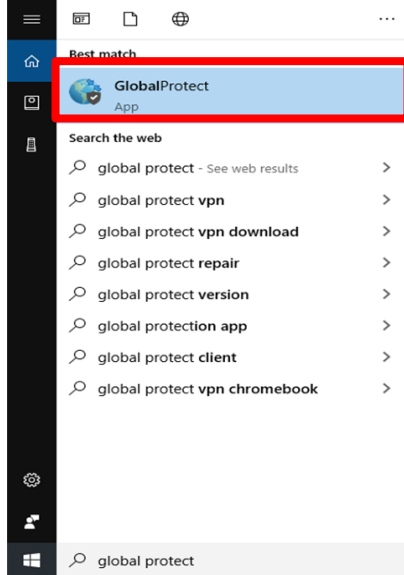 Best match
GlobalProtect
App
Search the web
global protect - See web results
global protect vpn
global protect vpn download
global protect repair
global protect version
global protection app
global protect client
global protect vpn chromebook
global protect